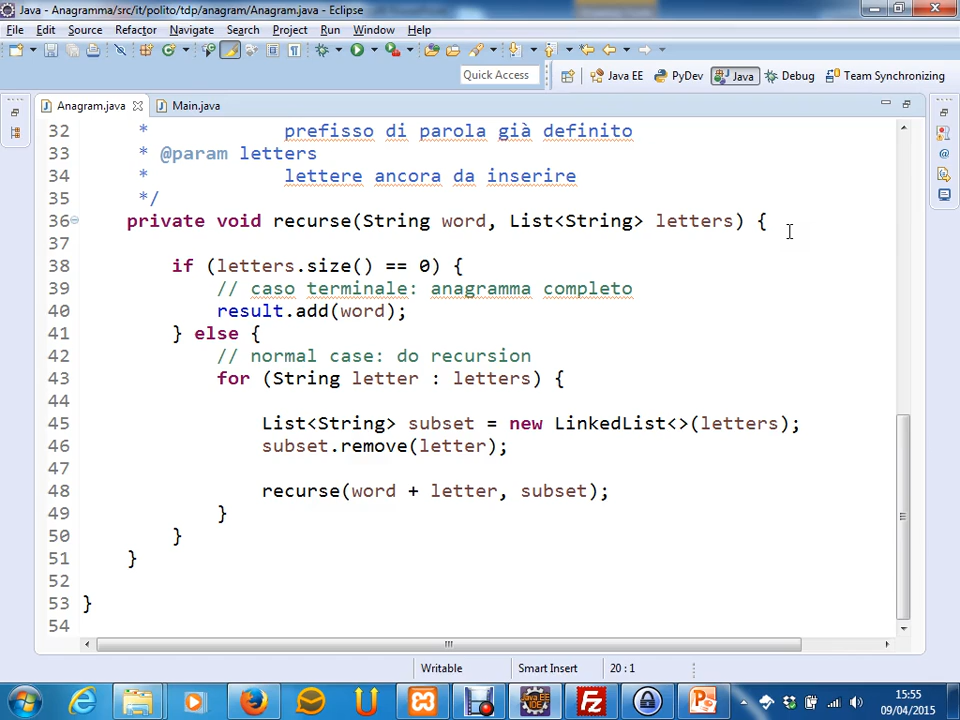 Java - Anagramma/src/it/polito/tdp/anagram/Anagram.java - Eclipse
File Edit Source Refactor Navigate Search Project Run Window Help
Quick Access Java EE PyDev Java Debug Team Synchronizing
Anagram.java Main.java
32 * prefisso di parola già definito
33 * @param letters
34 * lettere ancora da inserire
35 */
36 private void recurse(String word, List<String> letters) {
37
38 if (letters.size() == 0) {
39 // caso terminale: anagramma completo
40 result.add(word);
41 } else {
42 // normal case: do recursion
43 for (String letter : letters) {
44
45 List<String> subset = new LinkedList<>(letters);
46 subset.remove(letter);
47
48 recurse(word + letter, subset);
49 }
50 }
51 }
52
53 }
54
Writable Smart Insert 20 : 1
15:55
09/04/2015